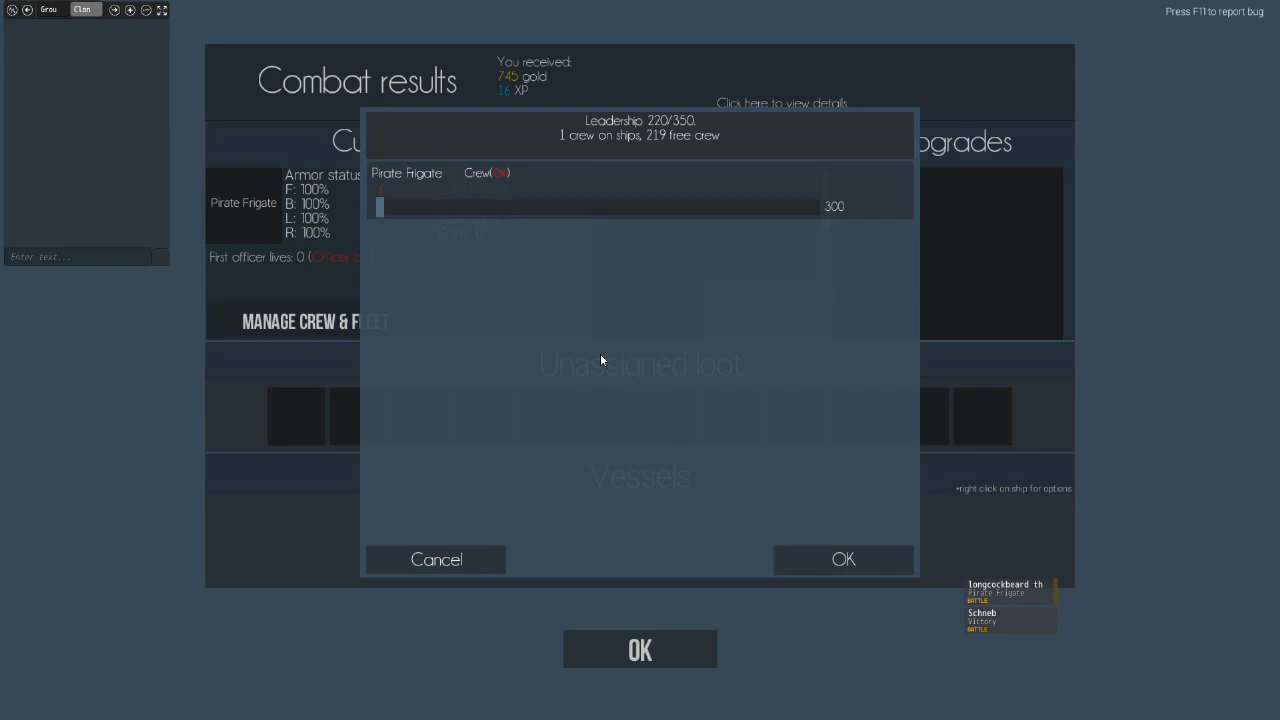 Grou
Clan
Press F11 to report bug
Combat results
You received:
745 gold
16 XP
Click here to view details
Leadership 220/350.
1 crew on ships, 219 free crew
Pirate Frigate
Armor status
F: 100%
B: 100%
L: 100%
R: 100%
First officer lives: 0
MANAGE CREW & FLEET
Pirate Frigate Crew(0%)
1
300
Enter text...
Unassigned loot
Vessels
•right click on ship for options
Cancel
OK
longcockbeard th
Pirate Frigate
BATTLE
Schneb
Victory
BATTLE
OK